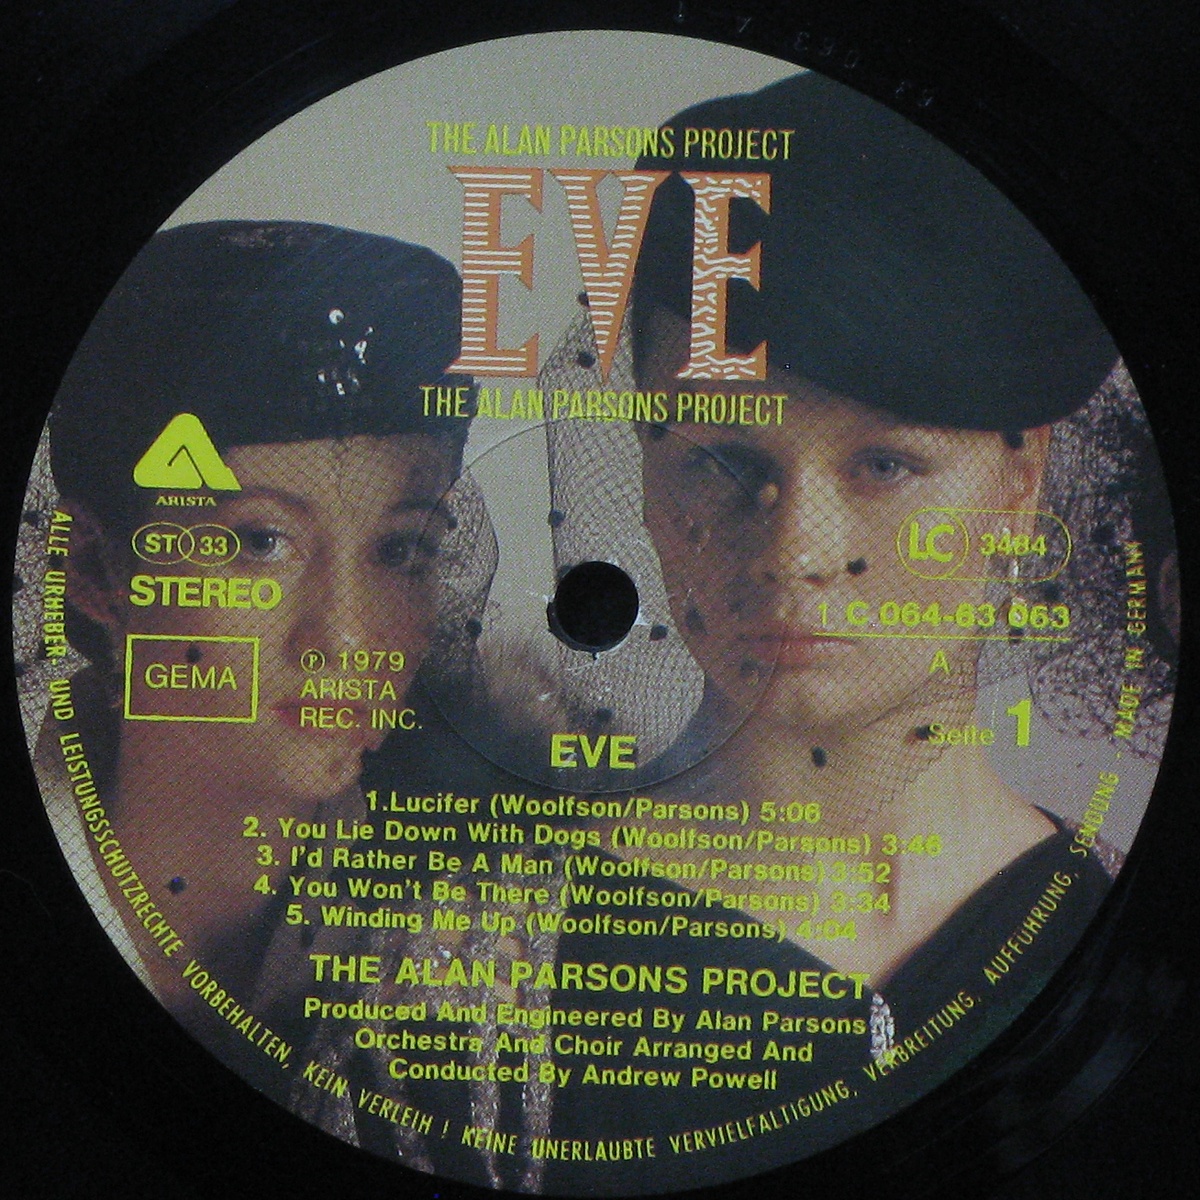 THE ALAN PARSONS PROJECT
EVE
THE ALAN PARSONS PROJECT
ARISTA
ST 33
STEREO
GEMA
℗ 1979
ARISTA
REC. INC.
LC 3484
1 C 064-63 063
A
Seite 1
EVE
1.Lucifer (Woolfson/Parsons) 5:06
2. You Lie Down With Dogs (Woolfson/Parsons) 3:46
3. I'd Rather Be A Man (Woolfson/Parsons) 3:52
4. You Won't Be There (Woolfson/Parsons) 3:34
5. Winding Me Up (Woolfson/Parsons) 4:04
THE ALAN PARSONS PROJECT
Produced And Engineered By Alan Parsons
Orchestra And Choir Arranged And
Conducted By Andrew Powell
ALLE URHEBER- UND LEISTUNGSSCHUTZRECHTE VORBEHALTEN, KEIN VERLEIH ! KEINE UNERLAUBTE VERVIELFÄLTIGUNG, VERBREITUNG, AUFFÜHRUNG, SENDUNG - MADE IN GERMANY